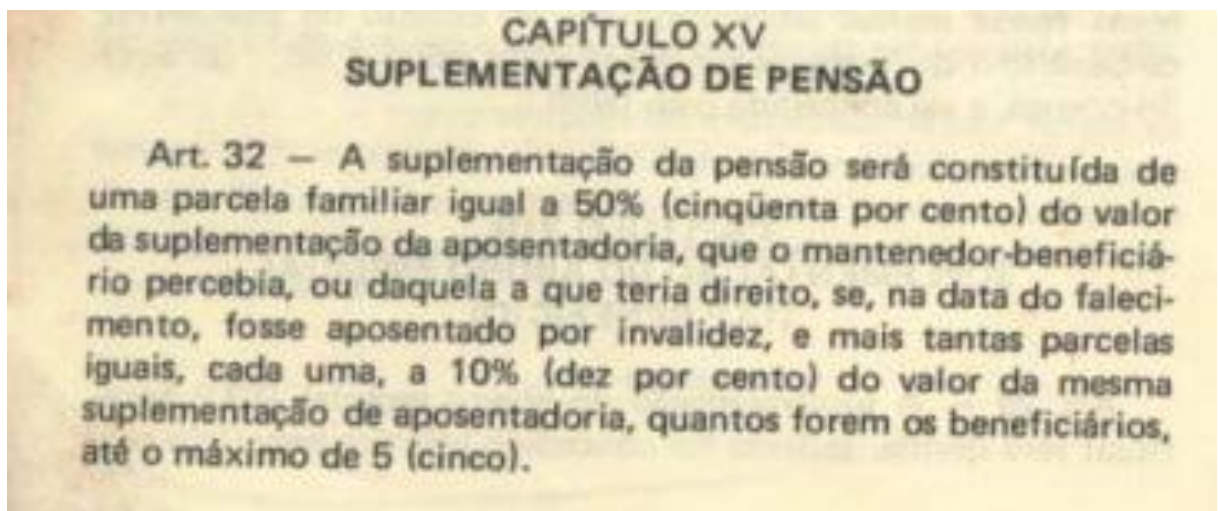 CAPÍTULO XV
SUPLEMENTAÇÃO DE PENSÃO
Art. 32 — A suplementação da pensão será constituída de
uma parcela familiar igual a 50% (cinqüenta por cento) do valor
da suplementação da aposentadoria, que o mantenedor-beneficiá-
rio percebia, ou daquela a que teria direito, se, na data do faleci-
mento, fosse aposentado por invalidez, e mais tantas parcelas
iguais, cada uma, a 10% (dez por cento) do valor da mesma
suplementação de aposentadoria, quantos forem os beneficiários,
até o máximo de 5 (cinco).